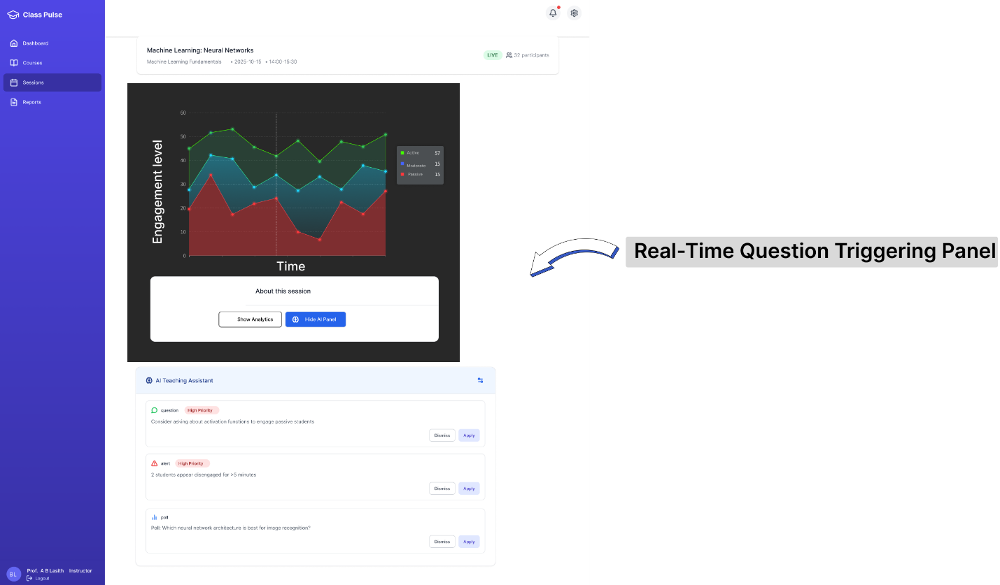 Class Pulse
Dashboard
Courses
Sessions
Reports
Machine Learning: Neural Networks
Machine Learning Fundamentals • 2025-10-15 • 14:00-15:30
LIVE 32 participants
Engagement level
60
50
40
30
20
10
0
Time
Active 57
Moderate 15
Passive 15
About this session
Show Analytics Hide AI Panel
AI Teaching Assistant
question High Priority
Consider asking about activation functions to engage passive students
Dismiss Apply
alert High Priority
2 students appear disengaged for >5 minutes
Dismiss Apply
poll
Poll: Which neural network architecture is best for image recognition?
Dismiss Apply
BL Prof. A B Lasith Instructor
Logout
Real-Time Question Triggering Panel